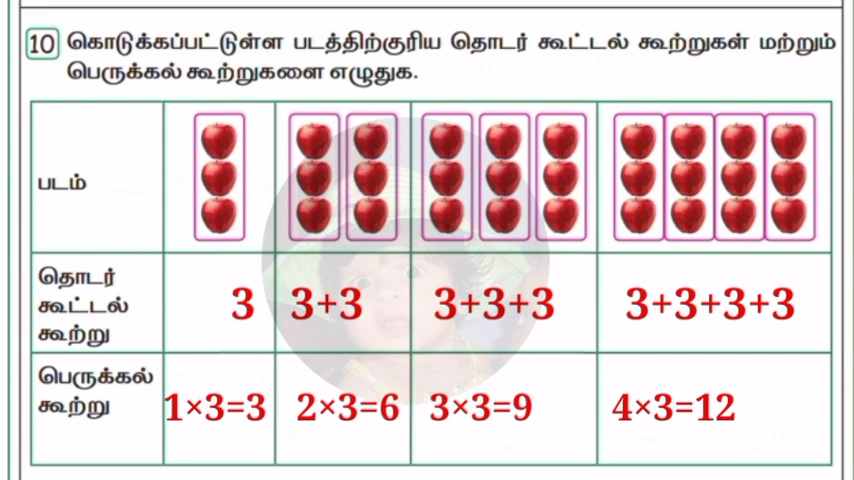 10 கொடுக்கப்பட்டுள்ள படத்திற்குரிய தொடர் கூட்டல் கூற்றுகள் மற்றும்
பெருக்கல் கூற்றுகளை எழுதுக.
படம்
தொடர்
கூட்டல்
கூற்று
3 3+3 3+3+3 3+3+3+3
பெருக்கல்
கூற்று
1×3=3 2×3=6 3×3=9 4×3=12